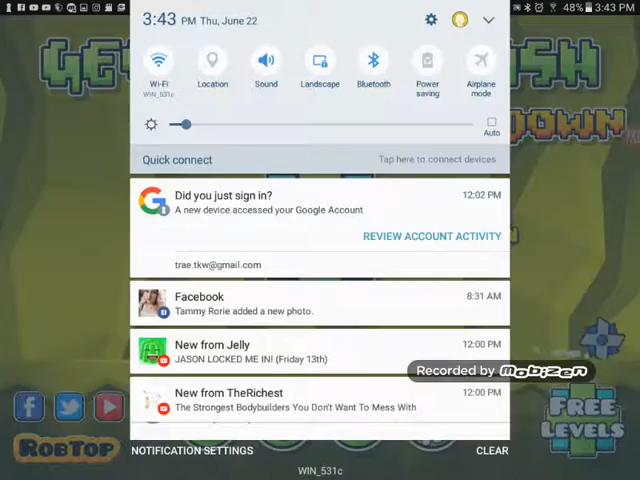 48% 3:43 PM
3:43 PM Thu, June 22
Wi-Fi
WIN_531c
Location
Sound
Landscape
Bluetooth
Power
saving
Airplane
mode
Auto
Quick connect
Tap here to connect devices
Did you just sign in?
12:02 PM
A new device accessed your Google Account
REVIEW ACCOUNT ACTIVITY
trae.tkw@gmail.com
Facebook
8:31 AM
Tammy Rorie added a new photo.
New from Jelly
12:00 PM
JASON LOCKED ME IN! (Friday 13th)
Recorded by Mobizen
New from TheRichest
12:00 PM
The Strongest Bodybuilders You Don't Want To Mess With
FREE
LEVELS
ROBTOP
NOTIFICATION SETTINGS
CLEAR
WIN_531c